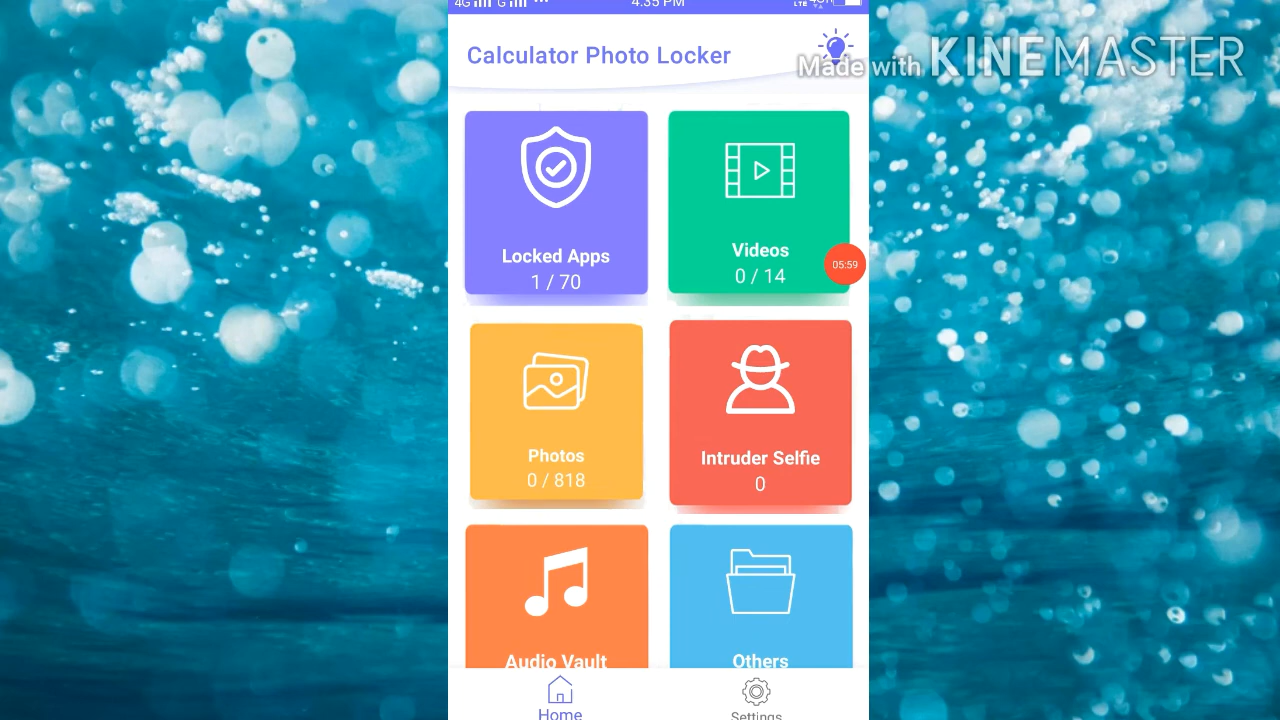 4G G 4:35 PM
Calculator Photo Locker
Made with KINEMASTER
Locked Apps
1 / 70
Videos
0 / 14
05:59
Photos
0 / 818
Intruder Selfie
0
Audio Vault
Others
Home
Settings